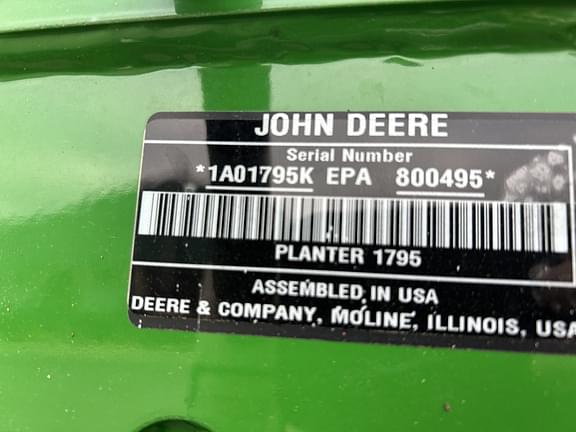 JOHN DEERE
Serial Number
*1A01795K EPA 800495*
PLANTER 1795
ASSEMBLED IN USA
DEERE & COMPANY, MOLINE, ILLINOIS, USA